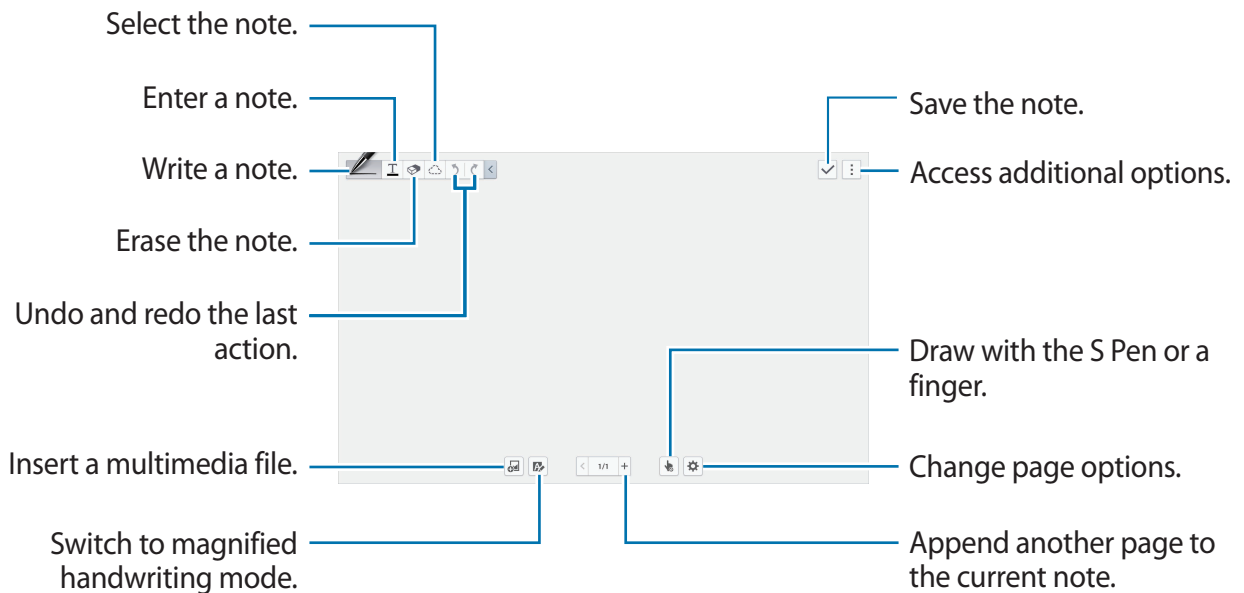 Select the note.
Enter a note.
Write a note.
Erase the note.
Undo and redo the last
action.
Insert a multimedia file.
Switch to magnified
handwriting mode.
T
1/1
Save the note.
Access additional options.
Draw with the S Pen or a
finger.
Change page options.
Append another page to
the current note.